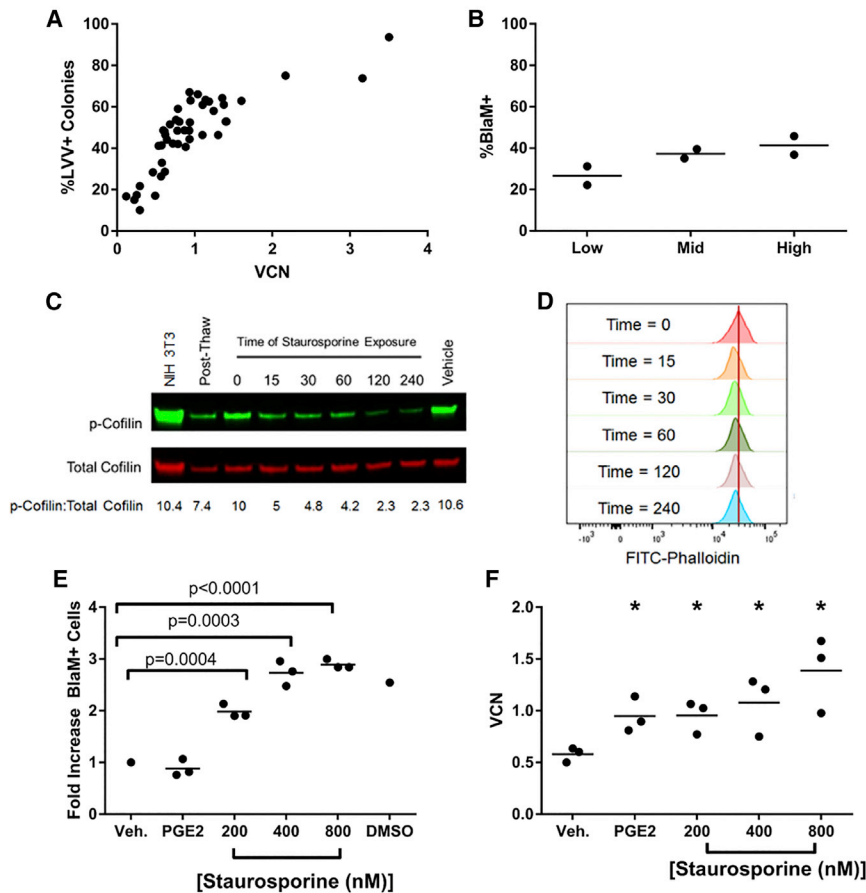 A
100
80
60
40
20
0
%LVV+ Colonies
0 1 2 3 4
VCN
B
100
80
60
40
20
0
%BlaM+
Low Mid High
C
NIH 3T3
Post-Thaw
Time of Staurosporine Exposure
0 15 30 60 120 240
Vehicle
p-Cofilin
Total Cofilin
p-Cofilin:Total Cofilin 10.4 7.4 10 5 4.8 4.2 2.3 2.3 10.6
D
Time = 0
Time = 15
Time = 30
Time = 60
Time = 120
Time = 240
-10³ 0 10³ 10⁴ 10⁵
FITC-Phalloidin
E
p<0.0001
p=0.0003
p=0.0004
4
3
2
1
0
Fold Increase BlaM+ Cells
Veh. PGE2 200 400 800 DMSO
[Staurosporine (nM)]
F
* * * *
2.0
1.5
1.0
0.5
0.0
VCN
Veh. PGE2 200 400 800
[Staurosporine (nM)]